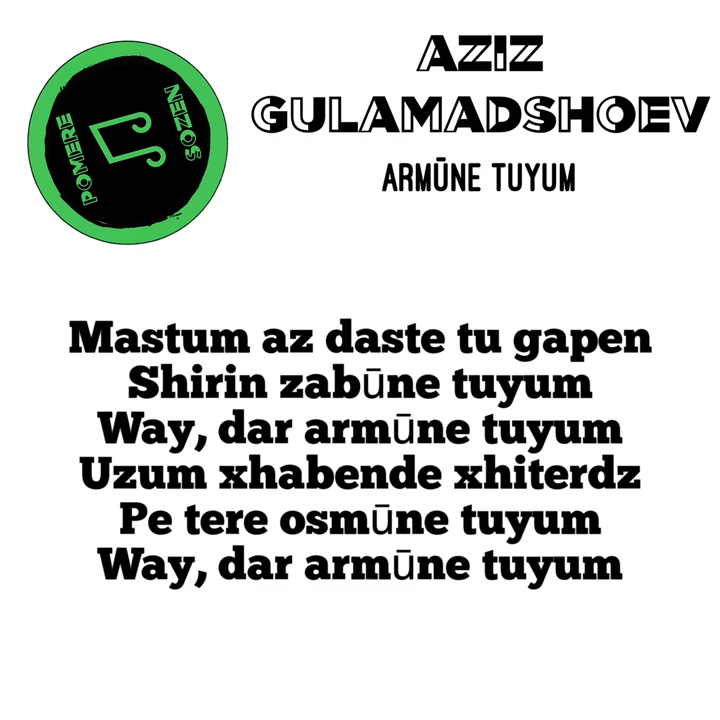 AZIZ
GULAMADSHOEV
ARMŪNE TUYUM
POMERE
SOZEN
Mastum az daste tu gapen
Shirin zabūne tuyum
Way, dar armūne tuyum
Uzum xhabende xhiterdz
Pe tere osmūne tuyum
Way, dar armūne tuyum